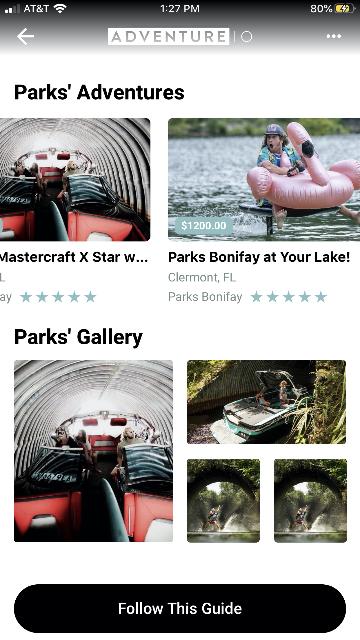 AT&T 1:27 PM 80%
ADVENTURE | O
Parks' Adventures
$1200.00
Mastercraft X Star w...
Parks Bonifay at Your Lake!
L
Clermont, FL
ay
Parks Bonifay
Parks' Gallery
Follow This Guide